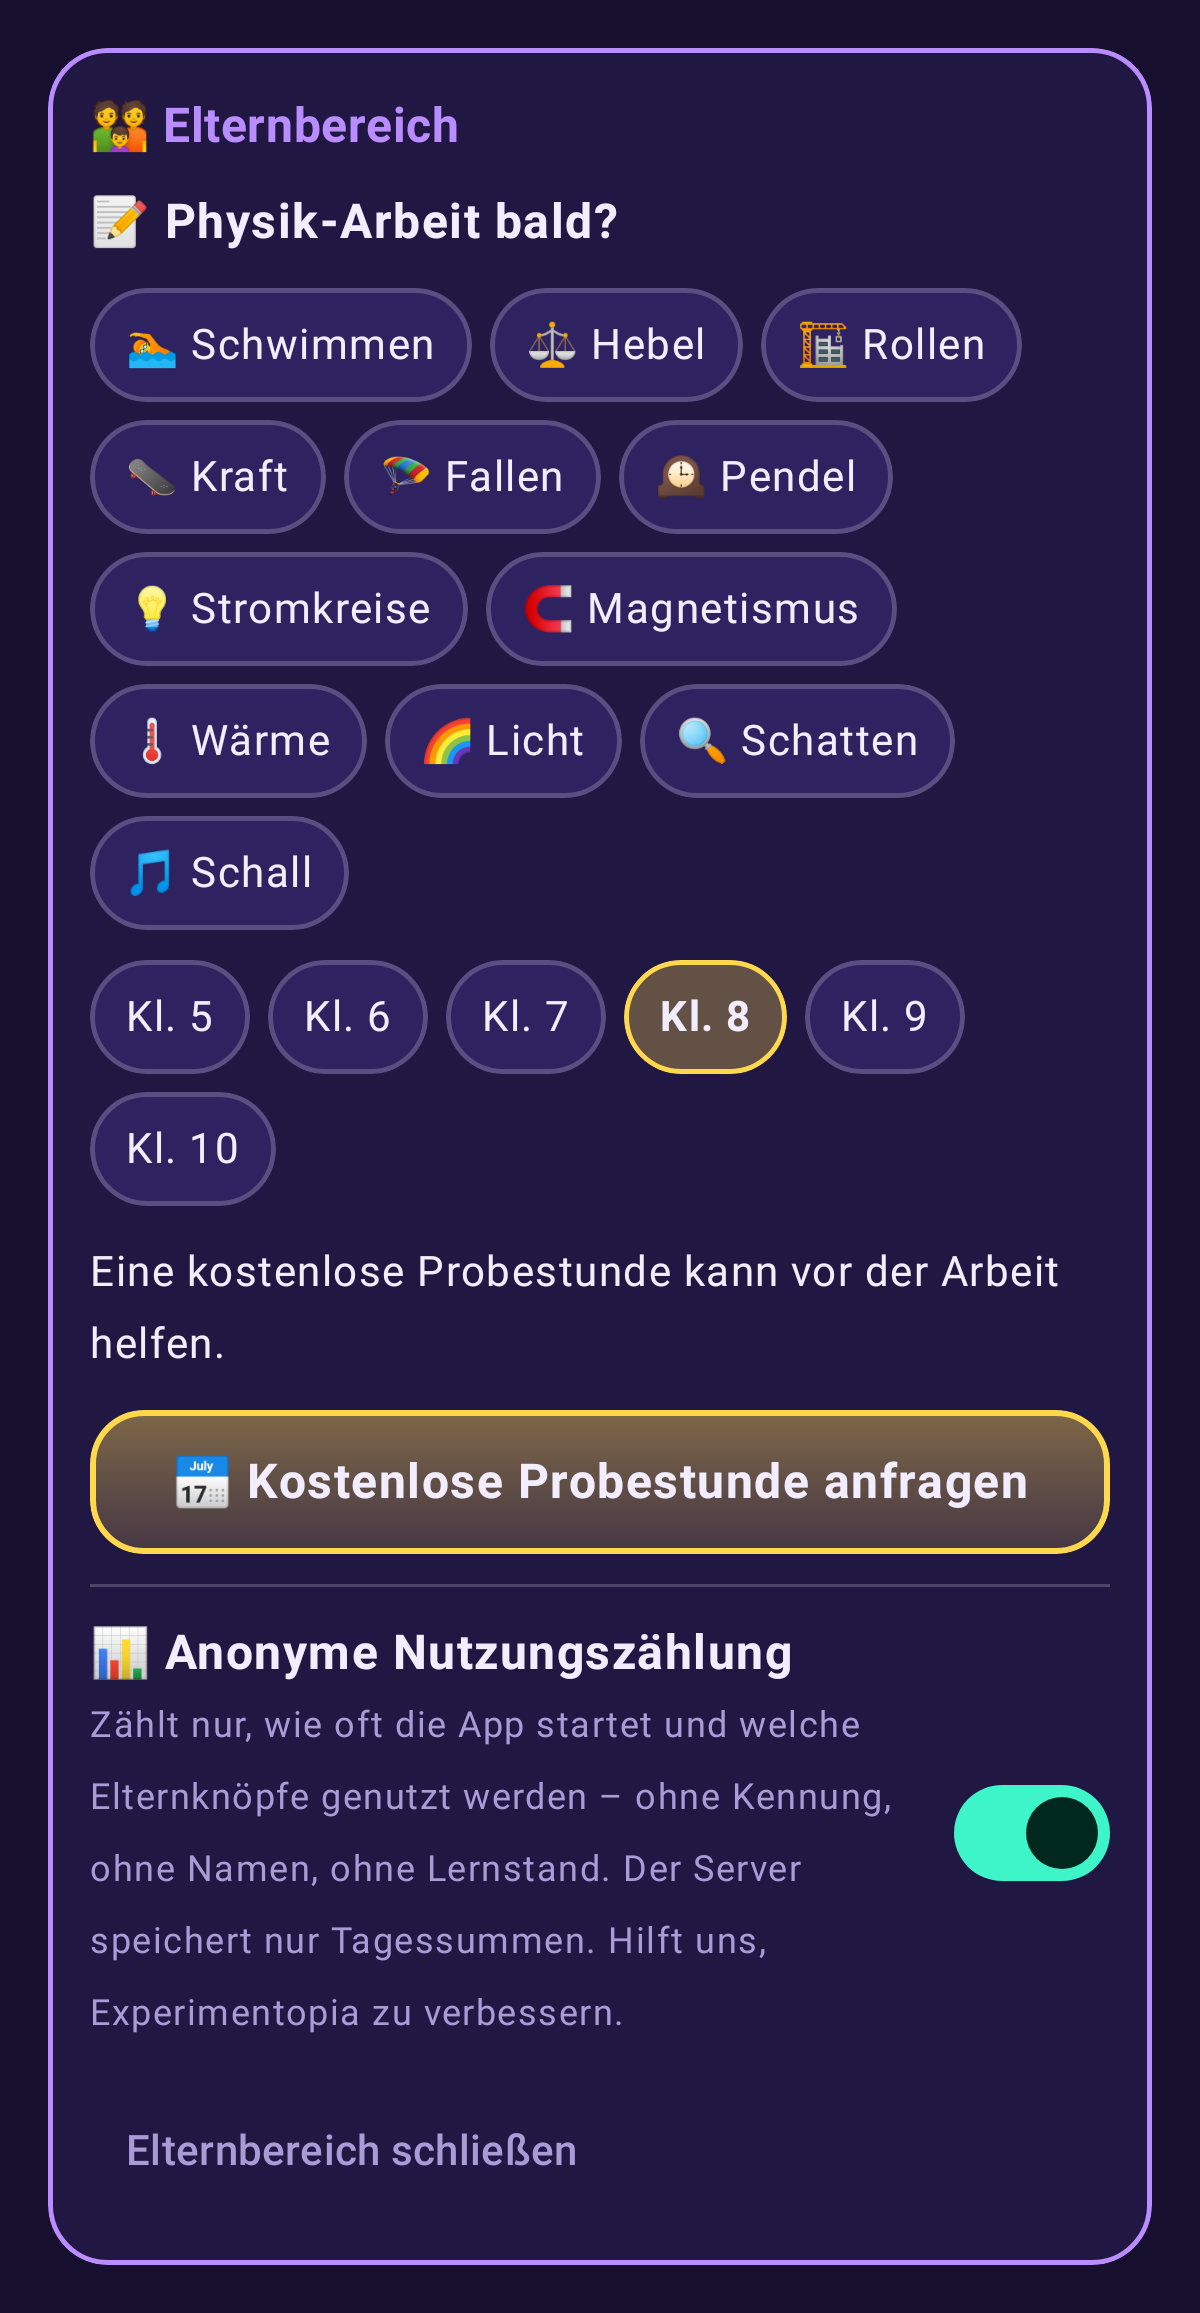 Elternbereich
Physik-Arbeit bald?
Schwimmen Hebel Rollen
Kraft Fallen Pendel
Stromkreise Magnetismus
Wärme Licht Schatten
Schall
Kl. 5 Kl. 6 Kl. 7 Kl. 8 Kl. 9
Kl. 10
Eine kostenlose Probestunde kann vor der Arbeit
helfen.
July
17
Kostenlose Probestunde anfragen
Anonyme Nutzungszählung
Zählt nur, wie oft die App startet und welche
Elternknöpfe genutzt werden – ohne Kennung,
ohne Namen, ohne Lernstand. Der Server
speichert nur Tagessummen. Hilft uns,
Experimentopia zu verbessern.
Elternbereich schließen